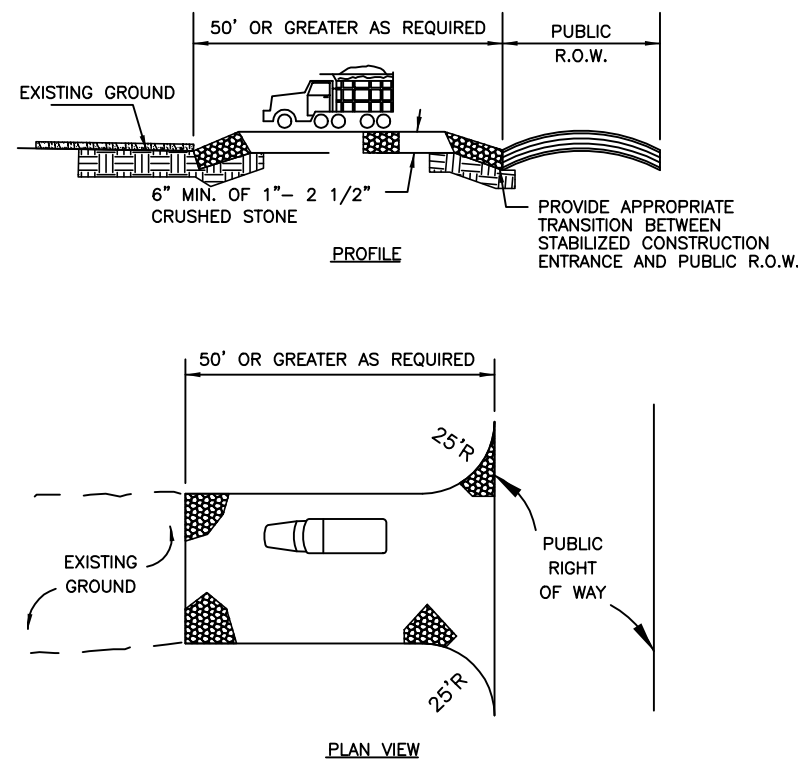 50' OR GREATER AS REQUIRED
PUBLIC
R.O.W.
EXISTING GROUND
6" MIN. OF 1"- 2 1/2"
CRUSHED STONE
PROVIDE APPROPRIATE
TRANSITION BETWEEN
STABILIZED CONSTRUCTION
ENTRANCE AND PUBLIC R.O.W.
PROFILE
50' OR GREATER AS REQUIRED
25'R
EXISTING
GROUND
PUBLIC
RIGHT
OF WAY
25'R
PLAN VIEW